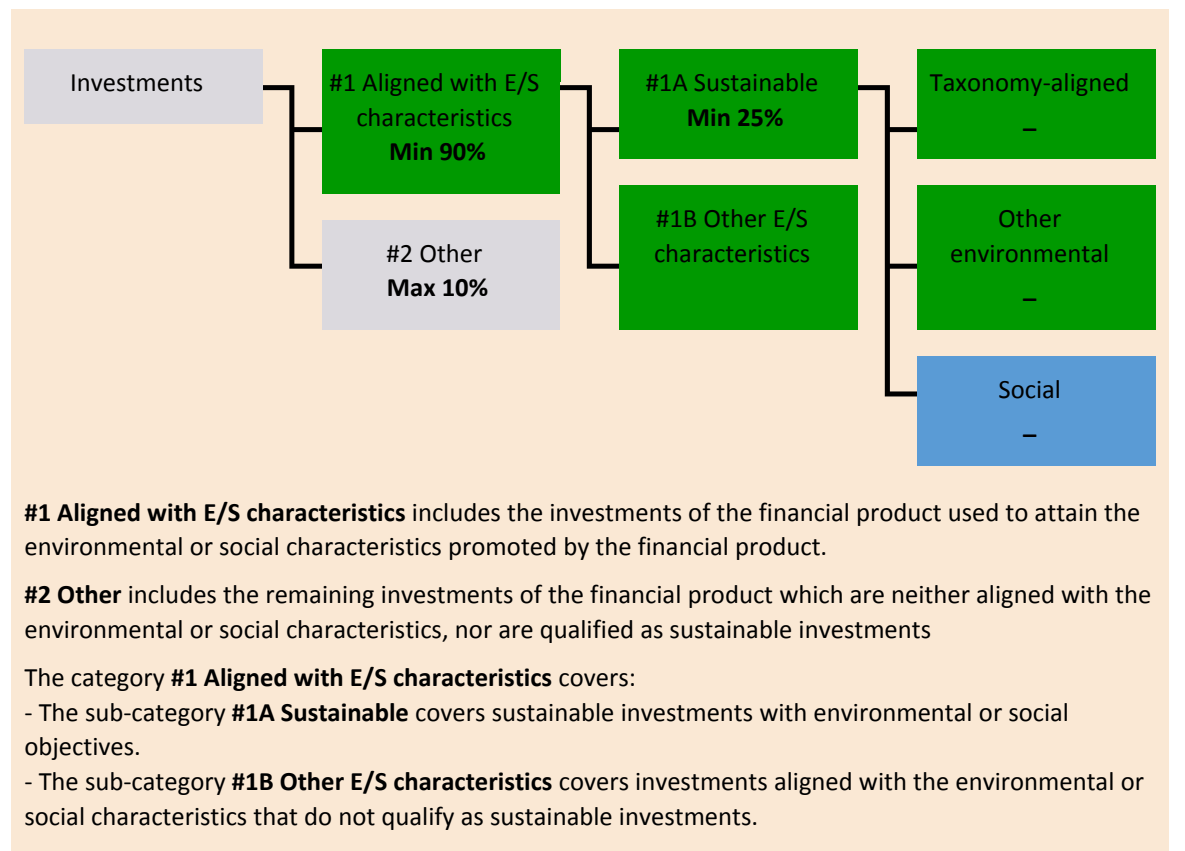 Investments
#1 Aligned with E/S
characteristics
Min 90%
#2 Other
Max 10%
#1A Sustainable
Min 25%
#1B Other E/S
characteristics
Taxonomy-aligned
–
Other
environmental
–
Social
–
#1 Aligned with E/S characteristics includes the investments of the financial product used to attain the
environmental or social characteristics promoted by the financial product.
#2 Other includes the remaining investments of the financial product which are neither aligned with the
environmental or social characteristics, nor are qualified as sustainable investments
The category #1 Aligned with E/S characteristics covers:
- The sub-category #1A Sustainable covers sustainable investments with environmental or social
objectives.
- The sub-category #1B Other E/S characteristics covers investments aligned with the environmental or
social characteristics that do not qualify as sustainable investments.